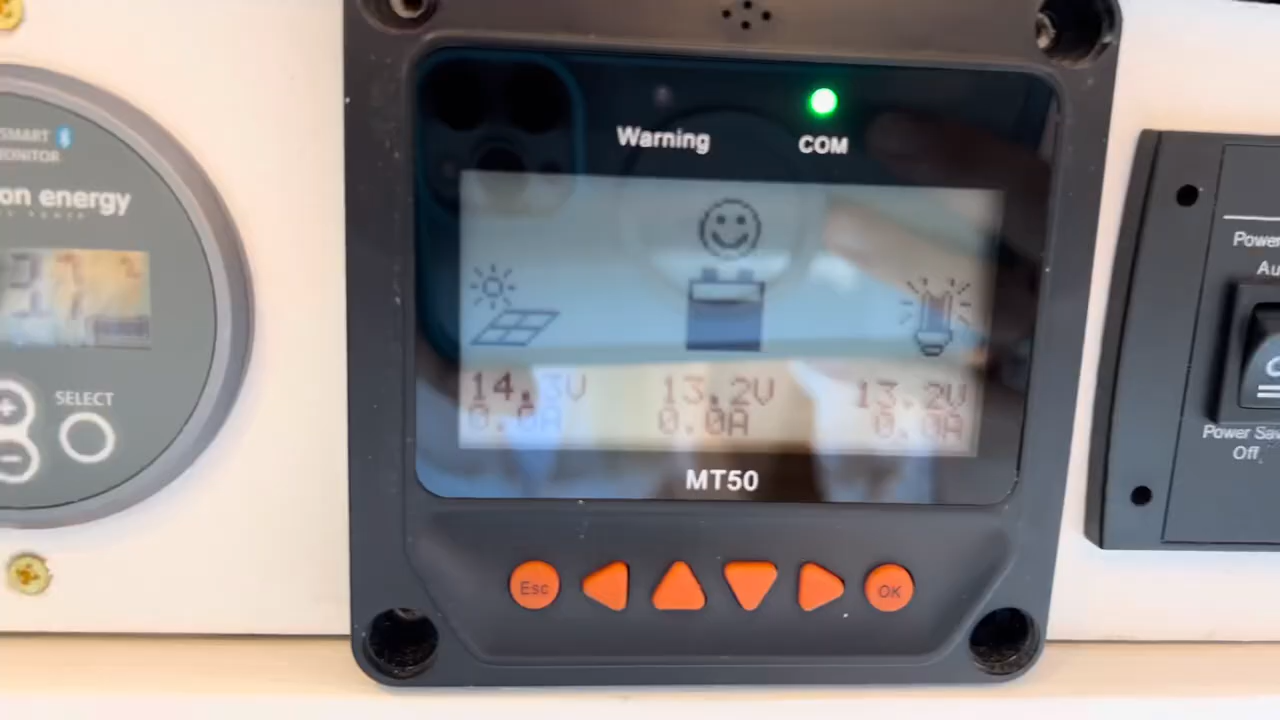 SMART
MONITOR
on energy
SELECT
Warning
COM
14.3V
13.2V
13.2V
0.0A
0.0A
0.0A
MT50
Esc
OK
Power
Au
Power Sa
Off